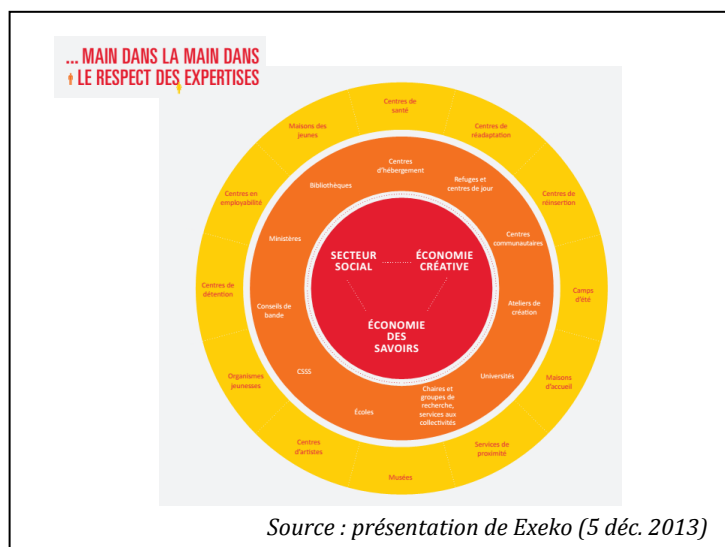 ... MAIN DANS LA MAIN DANS
LE RESPECT DES EXPERTISES
Centres de
santé
Centres de
réadaptation
Centres de
réinsertion
Camps
d'été
Maisons
d'accueil
Services de
proximité
Musées
Centres
d'artistes
Organismes
jeunesses
Centres de
détention
Centres en
employabilité
Maisons des
jeunes
Centres
d'hébergement
Refuges et
centres de jour
Centres
communautaires
Ateliers de
création
Universités
Chaires et
groupes de
recherche,
services aux
collectivités
Écoles
CSSS
Conseils de
bande
Ministères
Bibliothèques
SECTEUR
SOCIAL
ÉCONOMIE
CRÉATIVE
ÉCONOMIE
DES
SAVOIRS
Source : présentation de Exeko (5 déc. 2013)